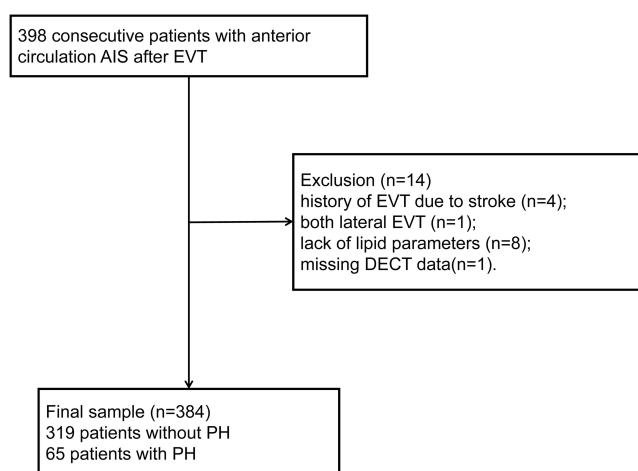 398 consecutive patients with anterior
circulation AIS after EVT
Exclusion (n=14)
history of EVT due to stroke (n=4);
both lateral EVT (n=1);
lack of lipid parameters (n=8);
missing DECT data(n=1).
Final sample (n=384)
319 patients without PH
65 patients with PH